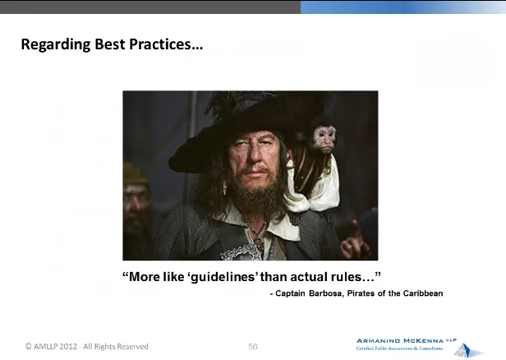 Regarding Best Practices…
“More like ‘guidelines’ than actual rules…”
- Captain Barbosa, Pirates of the Caribbean
© AMLLP 2012 - All Rights Reserved
56
ARMANINO MCKENNA LLP
Certified Public Accountants & Consultants